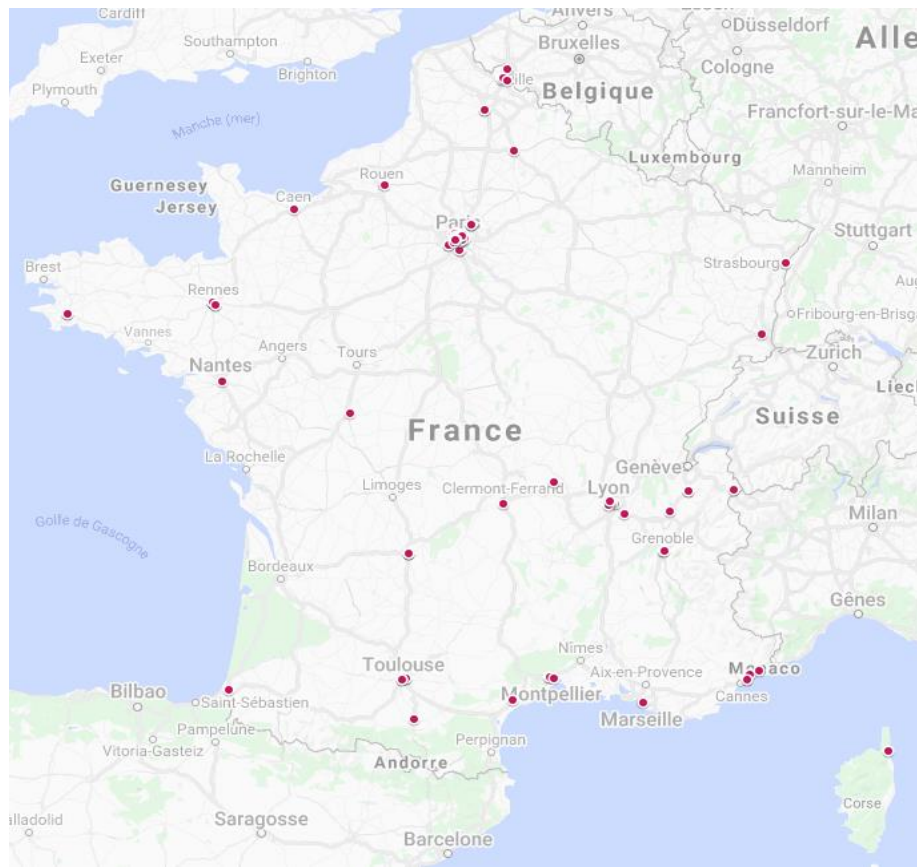 Cardiff
Southampton
Exeter
Brighton
Plymouth
Anvers
Essen
Düsseldorf
Bruxelles
Cologne
Alle
Belgique
Francfort-sur-le-Ma
Manche (mer)
Luxembourg
Mannheim
Guernesey
Jersey
Rouen
Caen
Paris
Stuttgart
Strasbourg
Brest
Rennes
Fribourg-en-Brisg
Vannes
Angers
Tours
Nantes
Zurich
Suisse
France
La Rochelle
Genève
Limoges
Clermont-Ferrand
Lyon
Milan
Golfe de Gascogne
Grenoble
Bordeaux
Gênes
Nîmes
Toulouse
Aix-en-Provence
Monaco
Bilbao
Saint-Sébastien
Montpellier
Cannes
Marseille
Pampelune
Vitoria-Gasteiz
Perpignan
Andorre
Corse
Saragosse
Barcelone